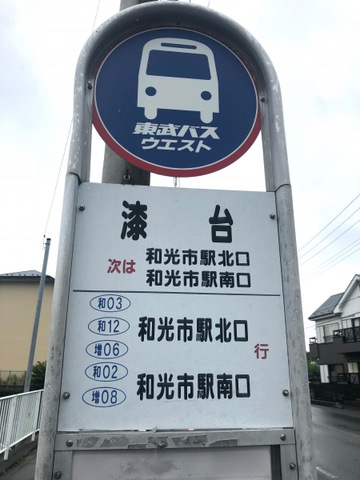 東武バス
ウエスト
漆台
次は
和光市駅北口
和光市駅南口
和03
和12
増06
和光市駅北口
和02
増08
和光市駅南口
行